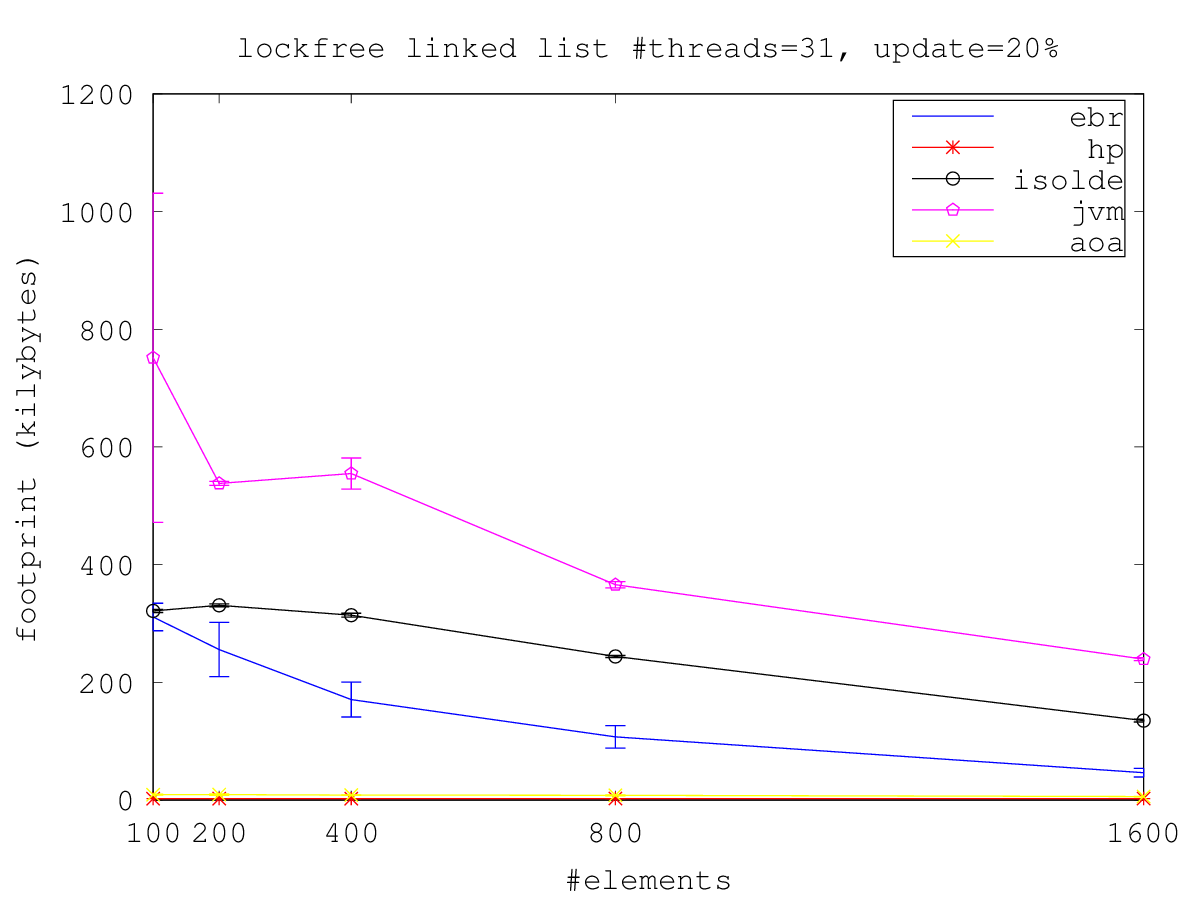 lockfree linked list #threads=31, update=20%
1200
1000
800
600
400
200
0
footprint (kilybytes)
ebr
hp
isolde
jvm
aoa
100 200 400 800 1600
#elements